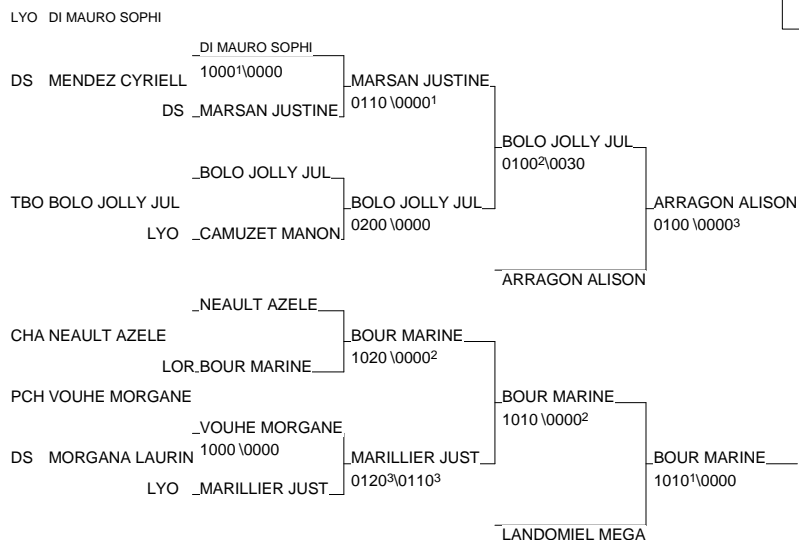 LYO DI MAURO SOPHI
DI MAURO SOPHI
1000¹\0000
DS MENDEZ CYRIELL
MARSAN JUSTINE
0110 \0000¹
DS MARSAN JUSTINE
BOLO JOLLY JUL
0100²\0030
BOLO JOLLY JUL
TBO BOLO JOLLY JUL
BOLO JOLLY JUL
0200 \0000
ARRAGON ALISON
0100 \0000³
LYO CAMUZET MANON
ARRAGON ALISON
NEAULT AZELE
CHA NEAULT AZELE
BOUR MARINE
1020 \0000²
LOR BOUR MARINE
PCH VOUHE MORGANE
BOUR MARINE
1010 \0000²
VOUHE MORGANE
1000 \0000
DS MORGANA LAURIN
MARILLIER JUST
0120³\0110³
BOUR MARINE
1010¹\0000
LYO MARILLIER JUST
LANDOMIEL MEGA